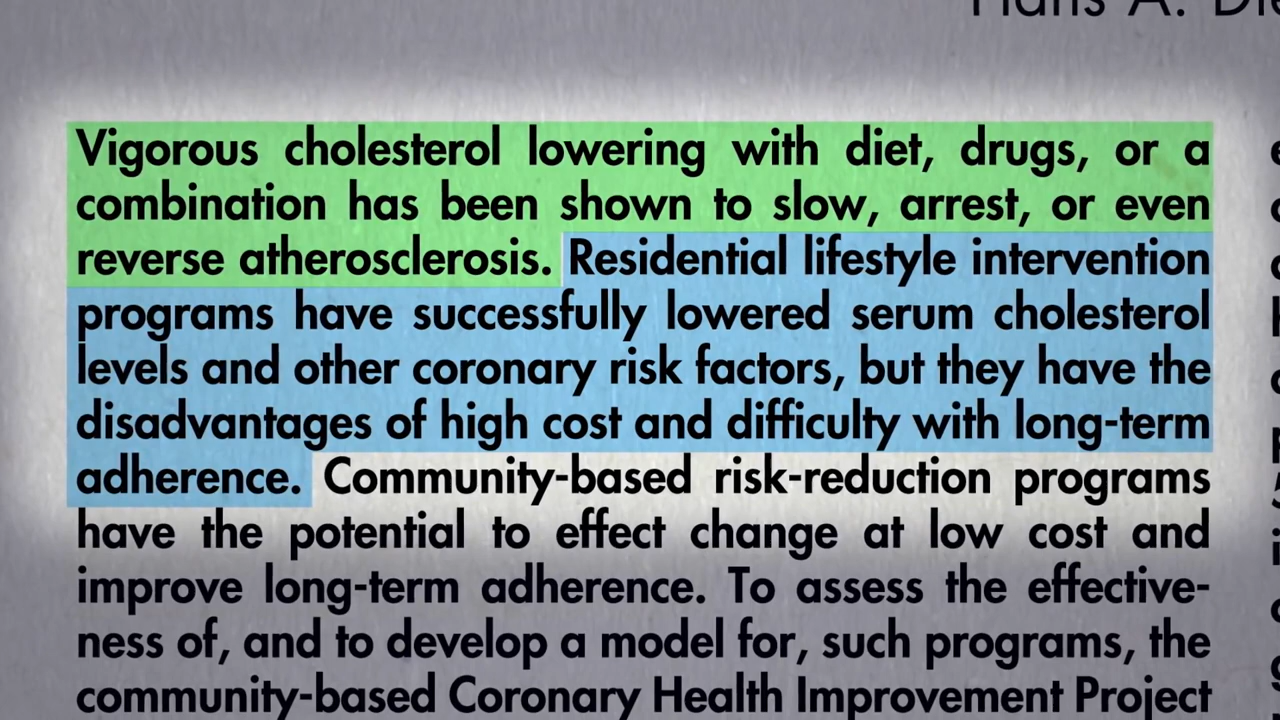 Hans A.
Vigorous cholesterol lowering with diet, drugs, or a
combination has been shown to slow, arrest, or even
reverse atherosclerosis. Residential lifestyle intervention
programs have successfully lowered serum cholesterol
levels and other coronary risk factors, but they have the
disadvantages of high cost and difficulty with long-term
adherence. Community-based risk-reduction programs
have the potential to effect change at low cost and
improve long-term adherence. To assess the effective-
ness of, and to develop a model for, such programs, the
community-based Coronary Health Improvement Project